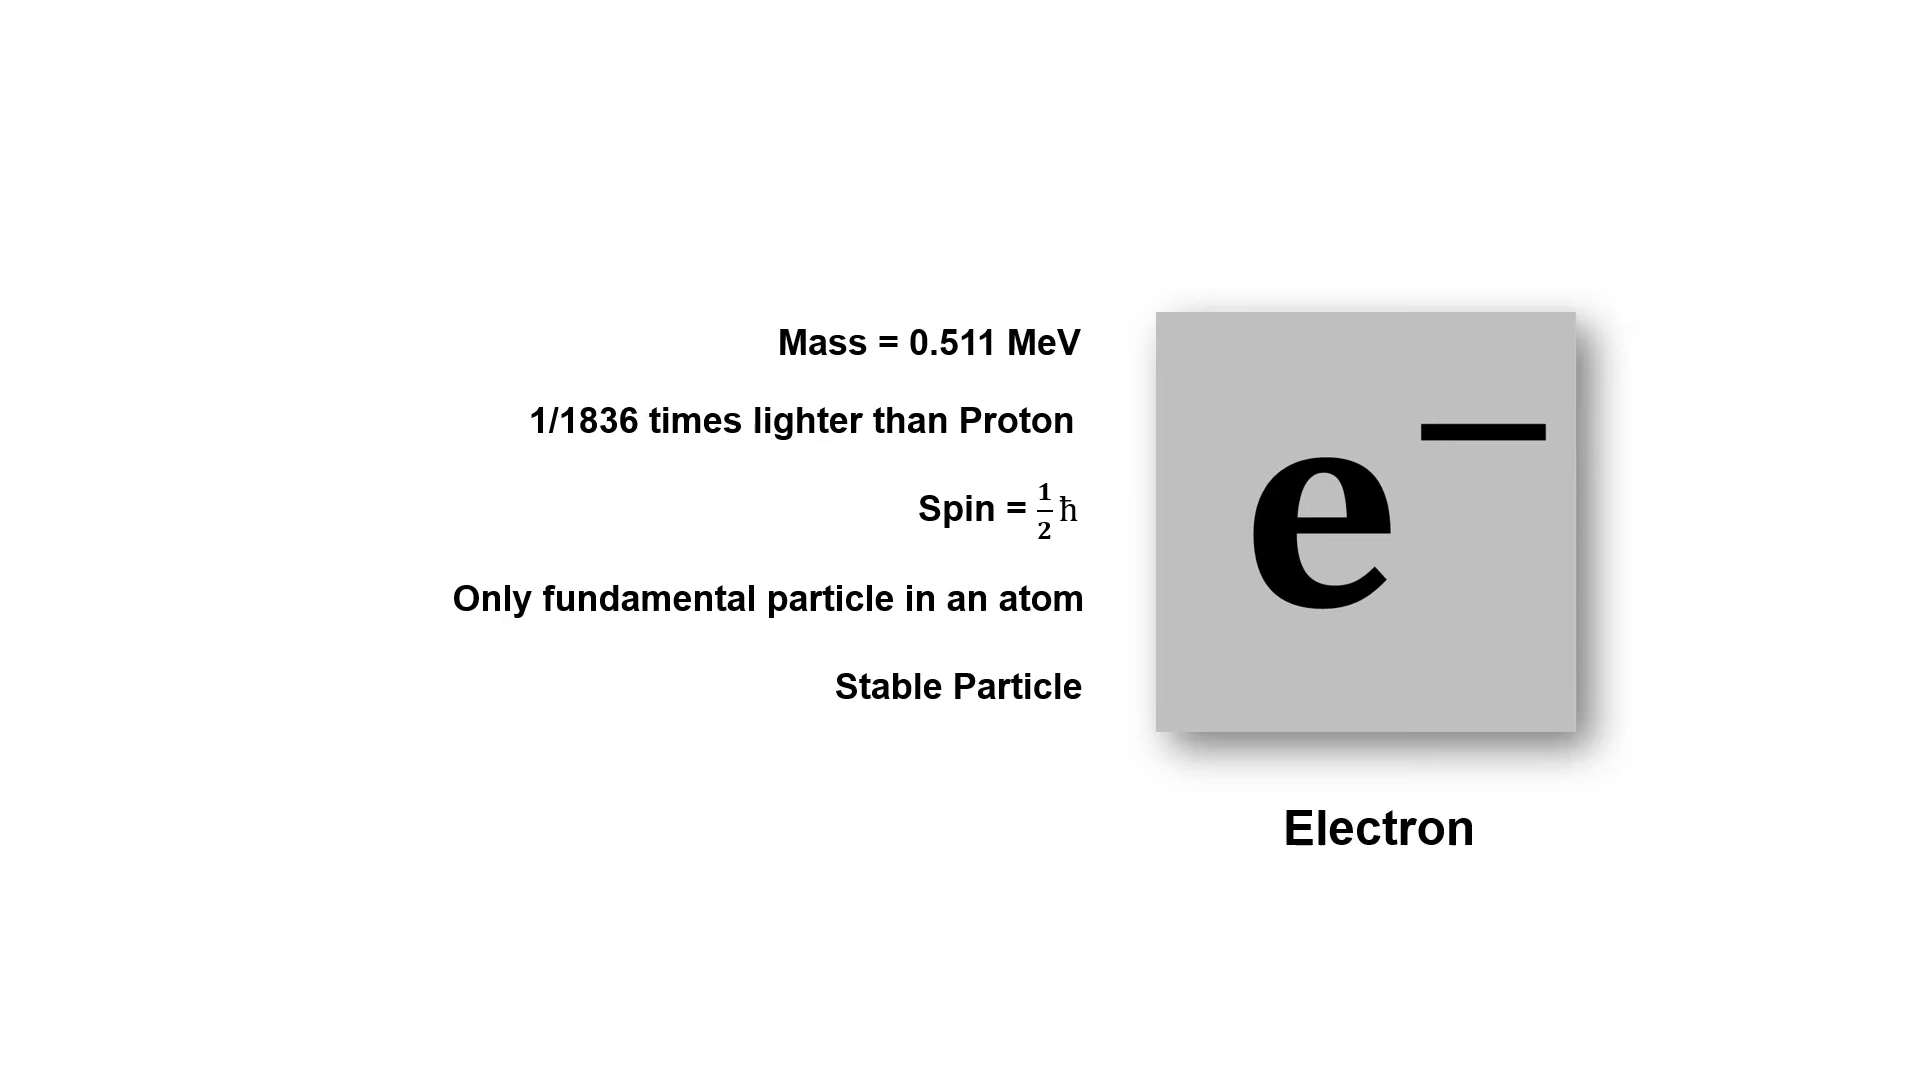 Mass = 0.511 MeV
1/1836 times lighter than Proton
Spin = 1/2 ħ
Only fundamental particle in an atom
Stable Particle
e⁻
Electron